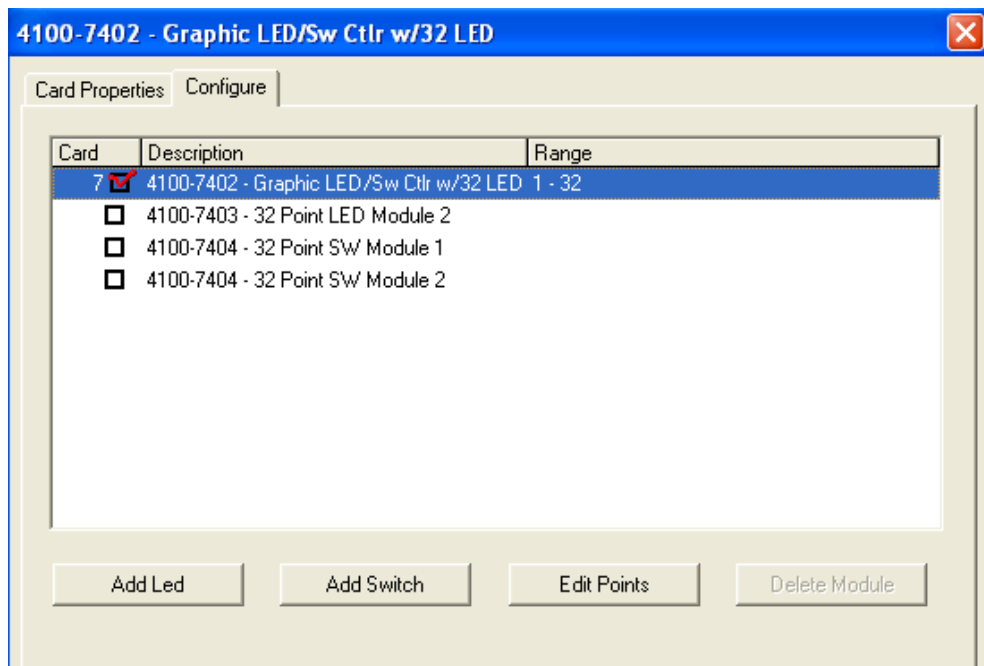 4100-7402 - Graphic LED/Sw Ctlr w/32 LED
Card Properties Configure
Card Description Range
7 4100-7402 - Graphic LED/Sw Ctlr w/32 LED 1 - 32
4100-7403 - 32 Point LED Module 2
4100-7404 - 32 Point SW Module 1
4100-7404 - 32 Point SW Module 2
Add Led Add Switch Edit Points Delete Module